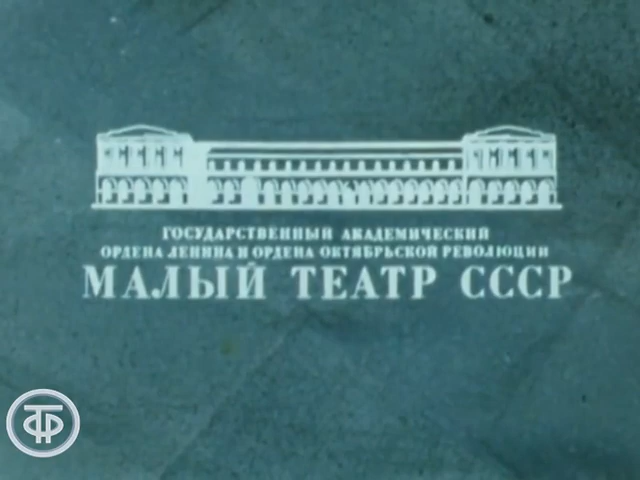 ГОСУДАРСТВЕННЫЙ АКАДЕМИЧЕСКИЙ
ОРДЕНА ЛЕНИНА И ОРДЕНА ОКТЯБРЬСКОЙ РЕВОЛЮЦИИ
МАЛЫЙ ТЕАТР СССР